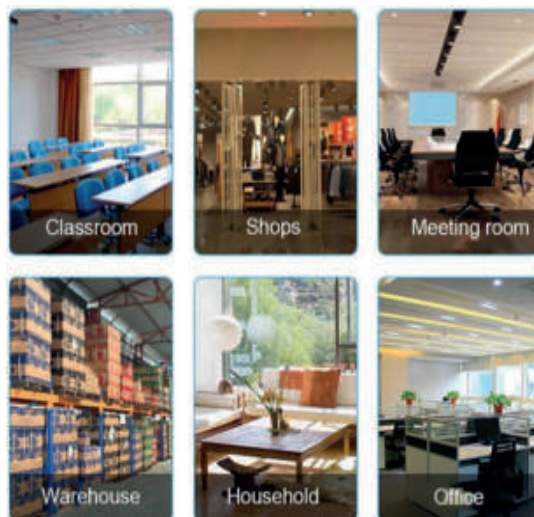 Classroom
Shops
Meeting room
Warehouse
Household
Office